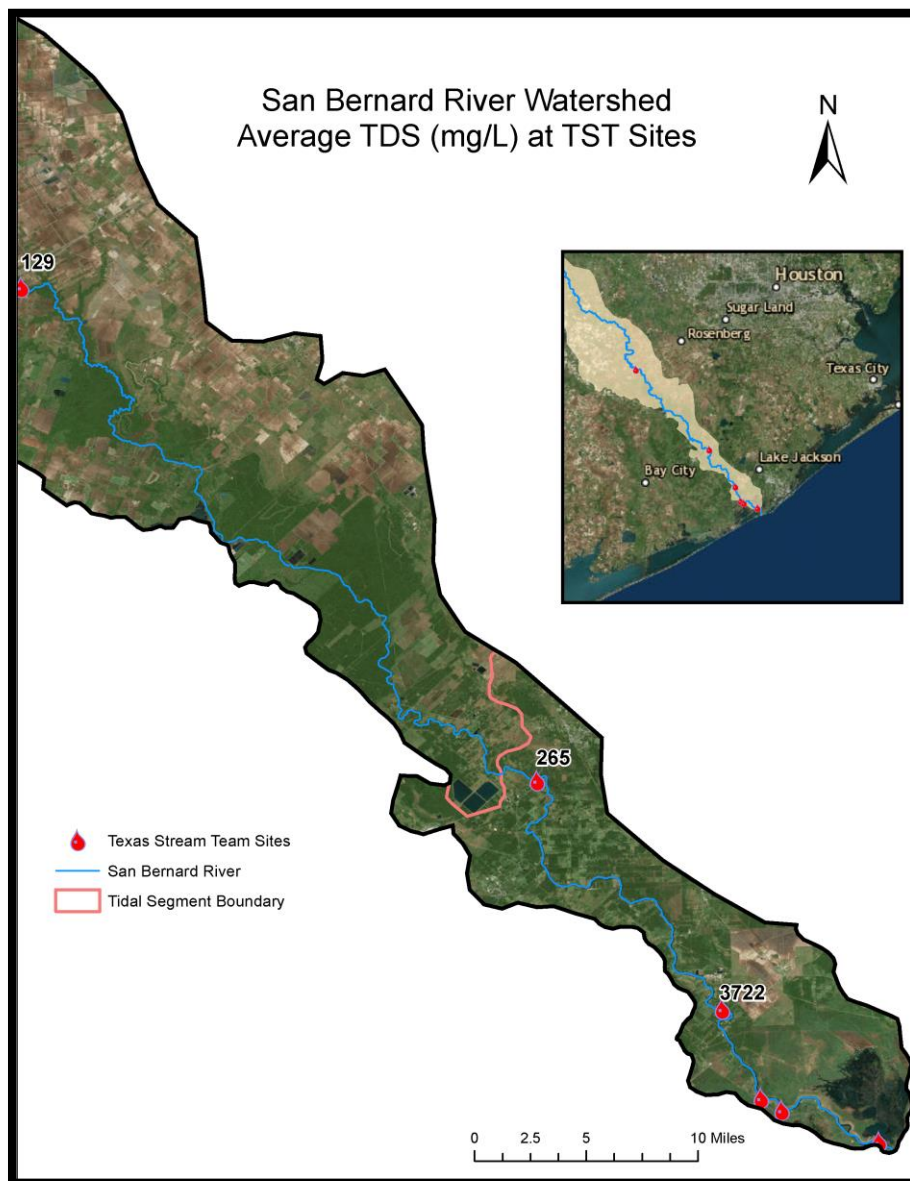 San Bernard River Watershed
Average TDS (mg/L) at TST Sites
N
129
Houston
Sugar Land
Rosenberg
Texas City
Lake Jackson
Bay City
265
Texas Stream Team Sites
San Bernard River
Tidal Segment Boundary
3722
0 2.5 5 10 Miles